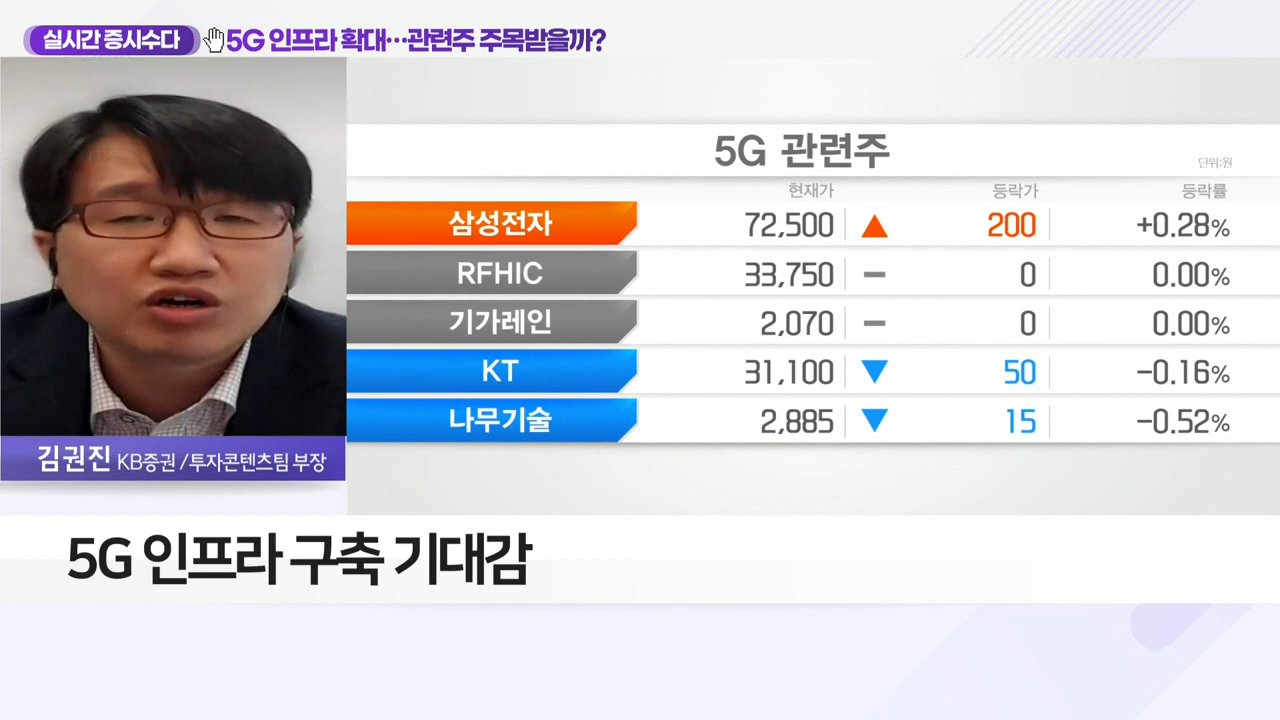 실시간 증시수다 5G 인프라 확대…관련주 주목받을까?
5G 관련주
단위:원
현재가 등락가 등락률
삼성전자 72,500 ▲ 200 +0.28%
RFHIC 33,750 – 0 0.00%
기가레인 2,070 – 0 0.00%
KT 31,100 ▼ 50 -0.16%
나무기술 2,885 ▼ 15 -0.52%
김권진 KB증권 / 투자콘텐츠팀 부장
5G 인프라 구축 기대감